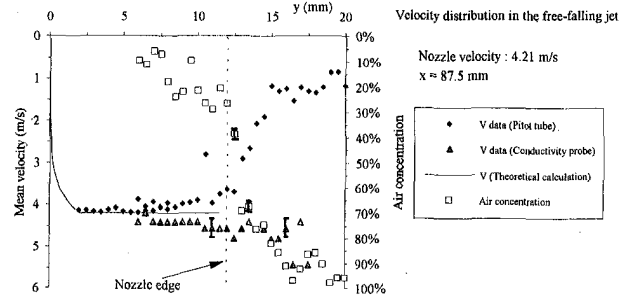 y (mm)
0 5 10 15 20
Velocity distribution in the free-falling jet
Nozzle velocity : 4.21 m/s
x = 87.5 mm
Mean velocity (m/s)
0
1
2
3
4
5
6
Air concentration
0%
10%
20%
30%
40%
50%
60%
70%
80%
90%
100%
Nozzle edge
V data (Pitot tube)
V data (Conductivity probe)
V (Theoretical calculation)
Air concentration